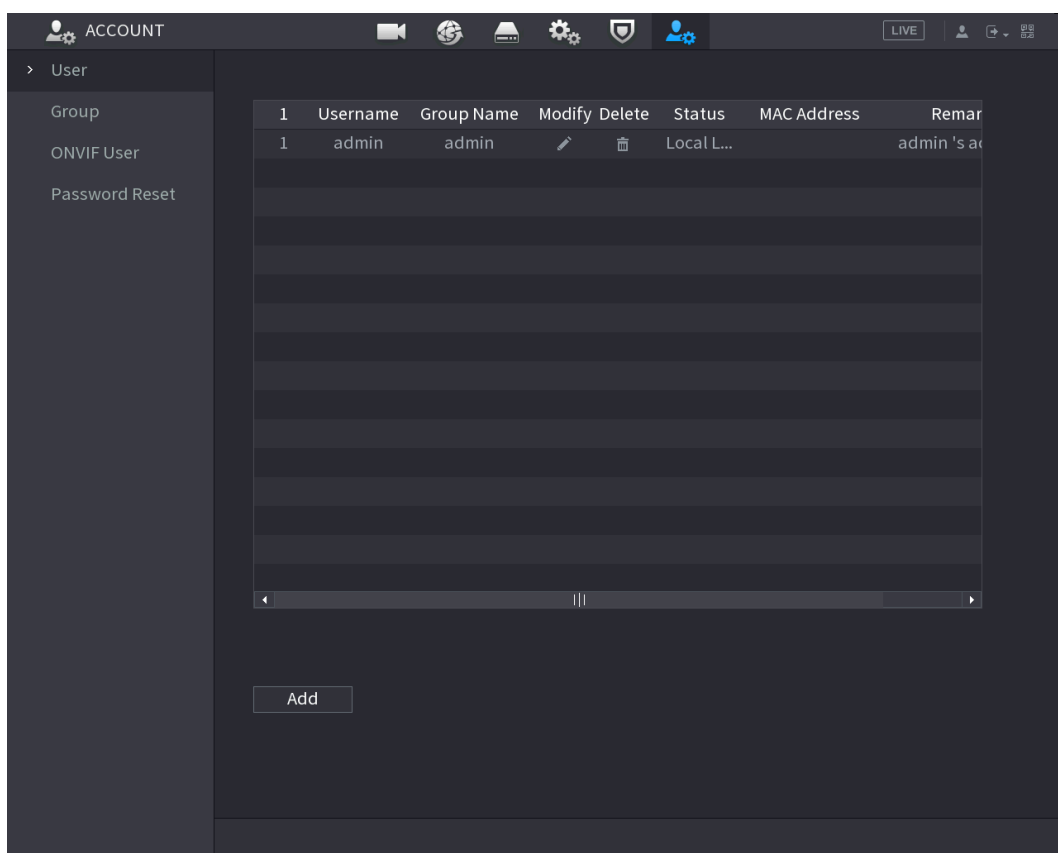 ACCOUNT LIVE
User
Group
ONVIF User
Password Reset
1 Username Group Name Modify Delete Status MAC Address Remar
1 admin admin Local L... admin 's a
Add